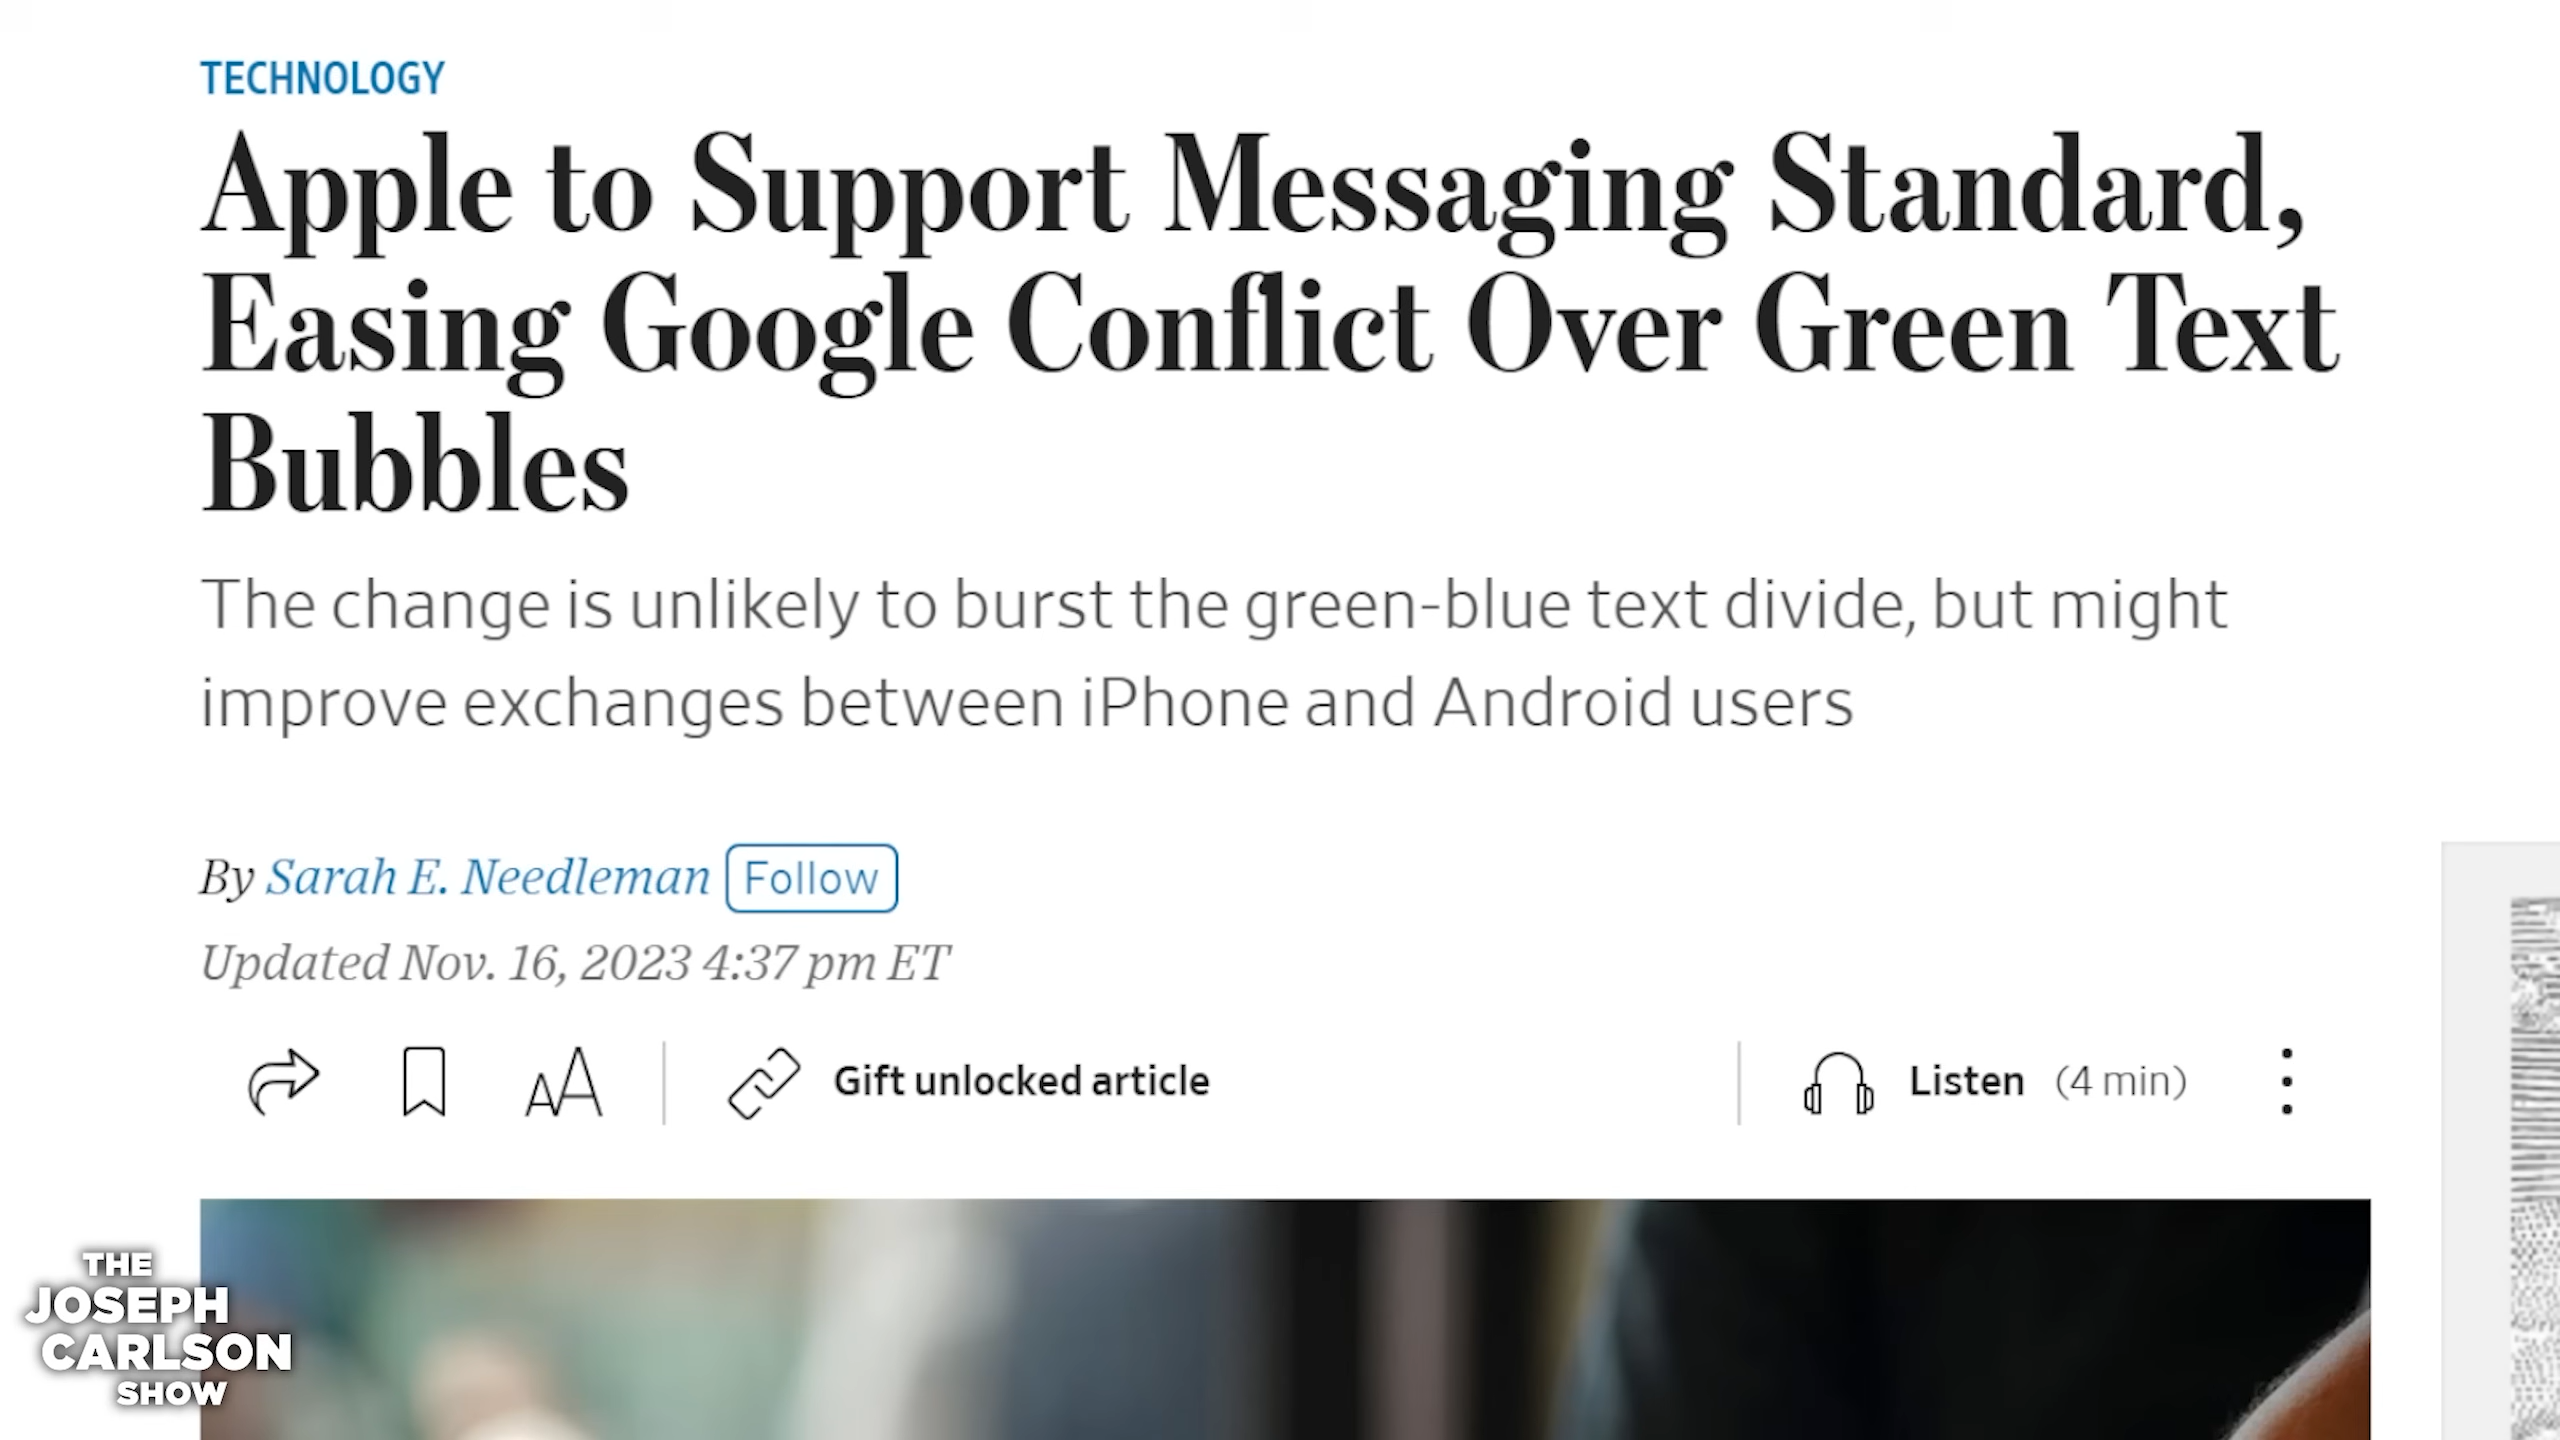 TECHNOLOGY
Apple to Support Messaging Standard,
Easing Google Conflict Over Green Text
Bubbles
The change is unlikely to burst the green-blue text divide, but might
improve exchanges between iPhone and Android users
By Sarah E. Needleman Follow
Updated Nov. 16, 2023 4:37 pm ET
AA Gift unlocked article Listen (4 min)
THE
JOSEPH
CARLSON
SHOW